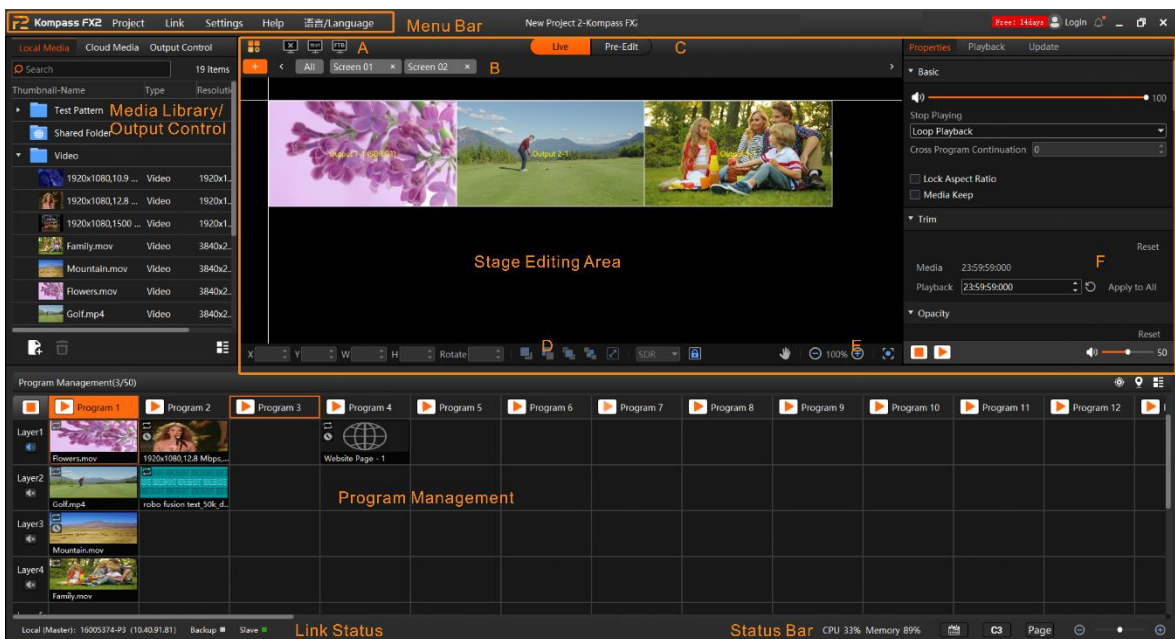 Kompass FX2 Project Link Settings Help 语言/Language Menu Bar New Project 2-Kompass FX2 Free: 14days Login
Local Media Cloud Media Output Control
TEXT FTB A Live Pre-Edit C
Properties Playback Update
Search 19 items
+ All Screen 01 × Screen 02 × B
Basic
Thumbnail-Name Type Resoluti
100
Test Pattern
Media Library/
Output Control
Shared Folder
Stop Playing
Loop Playback
Cross Program Continuation 0
Video
Output 2-1
1920x1080,10.9 ... Video 1920x1..
Lock Aspect Ratio
1920x1080,12.8 ... Video 1920x1..
Media Keep
1920x1080,1500 ... Video 1920x1..
Trim
Family.mov Video 3840x2..
Reset
Mountain.mov Video 3840x2..
Stage Editing Area
F
Media 23:59:59:000
Flowers.mov Video 3840x2..
Playback 23:59:59:000 Apply to All
Golf.mp4 Video 3840x2..
Opacity
Reset
X Y W H Rotate D SDR 100% E
50
Program Management(3/50)
Program 1 Program 2 Program 3 Program 4 Program 5 Program 6 Program 7 Program 8 Program 9 Program 10 Program 11 Program 12
Layer1
Flowers.mov 1920x1080,12.8 Mbps,... Website Page - 1
Layer2
Program Management
Golf.mp4 robo fusion text_50k_d..
Layer3
Mountain.mov
Layer4
Family.mov
Local (Master): 16005374-P3 (10.40.91.81) Backup Slave Link Status Status Bar CPU 33% Memory 89% C3 Page